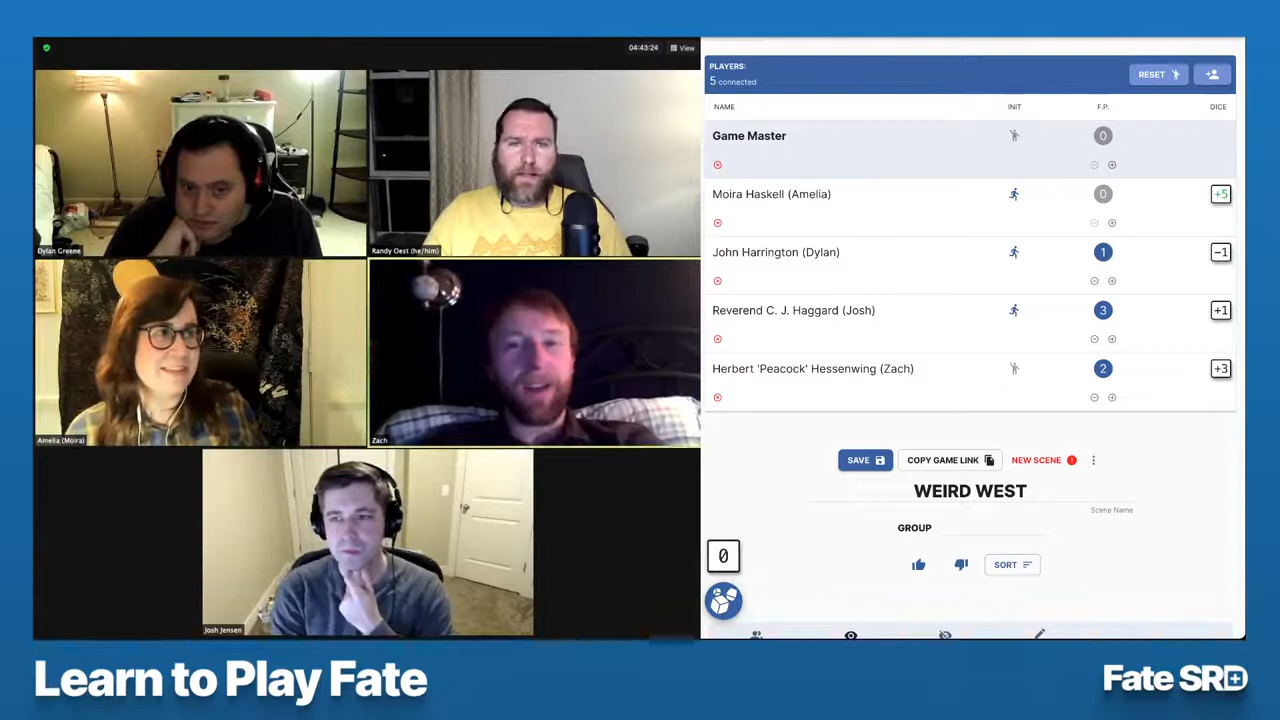 04:43:24
View
Dylan Greene
Randy Oest (he/him)
Amelia (Moira)
Zach
Josh Jensen
PLAYERS:
5 connected
RESET
NAME INIT F.P. DICE
Game Master 0
Moira Haskell (Amelia) 0 +5
John Harrington (Dylan) 1 −1
Reverend C. J. Haggard (Josh) 3 +1
Herbert 'Peacock' Hessenwing (Zach) 2 +3
SAVE COPY GAME LINK NEW SCENE
WEIRD WEST
Scene Name
GROUP
0
SORT
Learn to Play Fate
Fate SRD